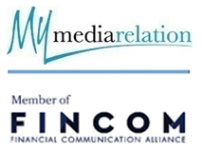 My mediarelation
Member of
FINCOM
FINANCIAL COMMUNICATION ALLIANCE